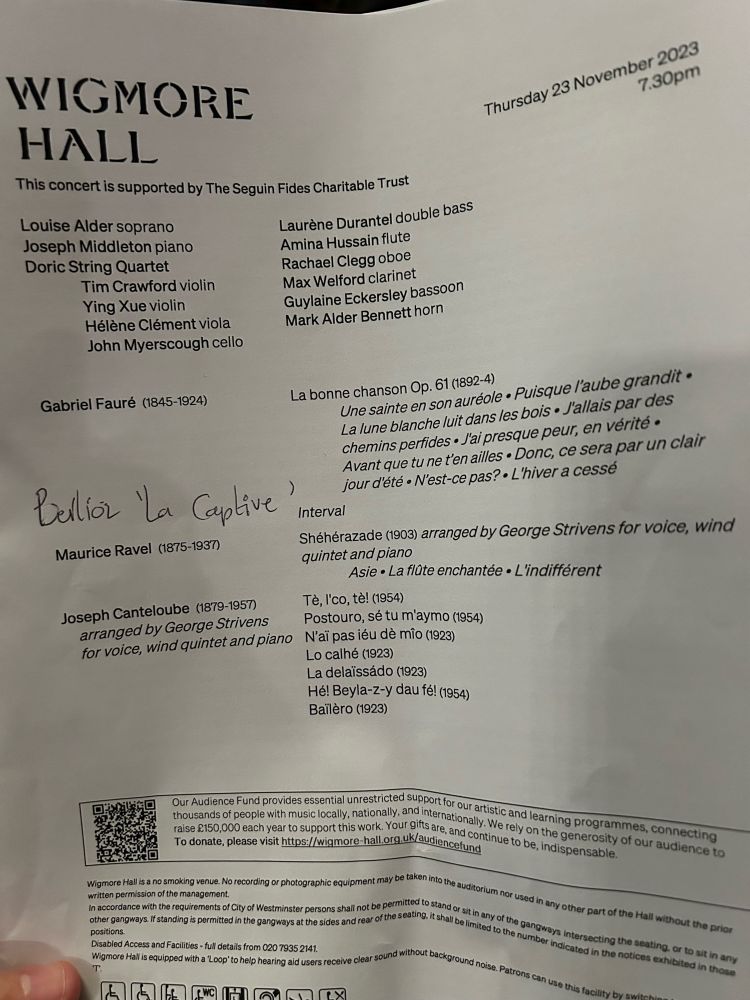 WIGMORE
HALL
Thursday 23 November 2023
7.30pm
This concert is supported by The Seguin Fides Charitable Trust
Louise Alder soprano
Joseph Middleton piano
Doric String Quartet
Tim Crawford violin
Ying Xue violin
Hélène Clément viola
John Myerscough cello
Laurène Durantel double bass
Amina Hussain flute
Rachael Clegg oboe
Max Welford clarinet
Guylaine Eckersley bassoon
Mark Alder Bennett horn
Gabriel Fauré (1845-1924)
La bonne chanson Op. 61 (1892-4)
Une sainte en son auréole • Puisque l'aube grandit •
La lune blanche luit dans les bois • J'allais par des
chemins perfides • J'ai presque peur, en vérité •
Avant que tu ne t'en ailles • Donc, ce sera par un clair
jour d'été • N'est-ce pas? • L'hiver a cessé
Berlioz 'La Captive'
Interval
Maurice Ravel (1875-1937)
Shéhérazade (1903) arranged by George Strivens for voice, wind
quintet and piano
Asie • La flûte enchantée • L'indifférent
Joseph Canteloube (1879-1957)
arranged by George Strivens
for voice, wind quintet and piano
Tè, l'co, tè! (1954)
Postouro, sé tu m'aymo (1954)
N'aï pas iéu dè mîo (1923)
Lo calhé (1923)
La delaïssádo (1923)
Hé! Beyla-z-y dau fé! (1954)
Baïlèro (1923)
Our Audience Fund provides essential unrestricted support for our artistic and learning programmes, connecting
thousands of people with music locally, nationally, and internationally. We rely on the generosity of our audience to
raise £150,000 each year to support this work. Your gifts are, and continue to be, indispensable.
To donate, please visit https://wigmore-hall.org.uk/audiencefund
Wigmore Hall is a no smoking venue. No recording or photographic equipment may be taken into the auditorium nor used in any other part of the Hall without the prior
written permission of the management.
In accordance with the requirements of City of Westminster persons shall not be permitted to stand or sit in any of the gangways intersecting the seating, or to sit in any
other gangways. If standing is permitted in the gangways at the sides and rear of the seating, it shall be limited to the number indicated in the notices exhibited in those
positions.
Disabled Access and Facilities - full details from 020 7935 2141.
Wigmore Hall is equipped with a 'Loop' to help hearing aid users receive clear sound without background noise. Patrons can use this facility by switching
'T'.
WC